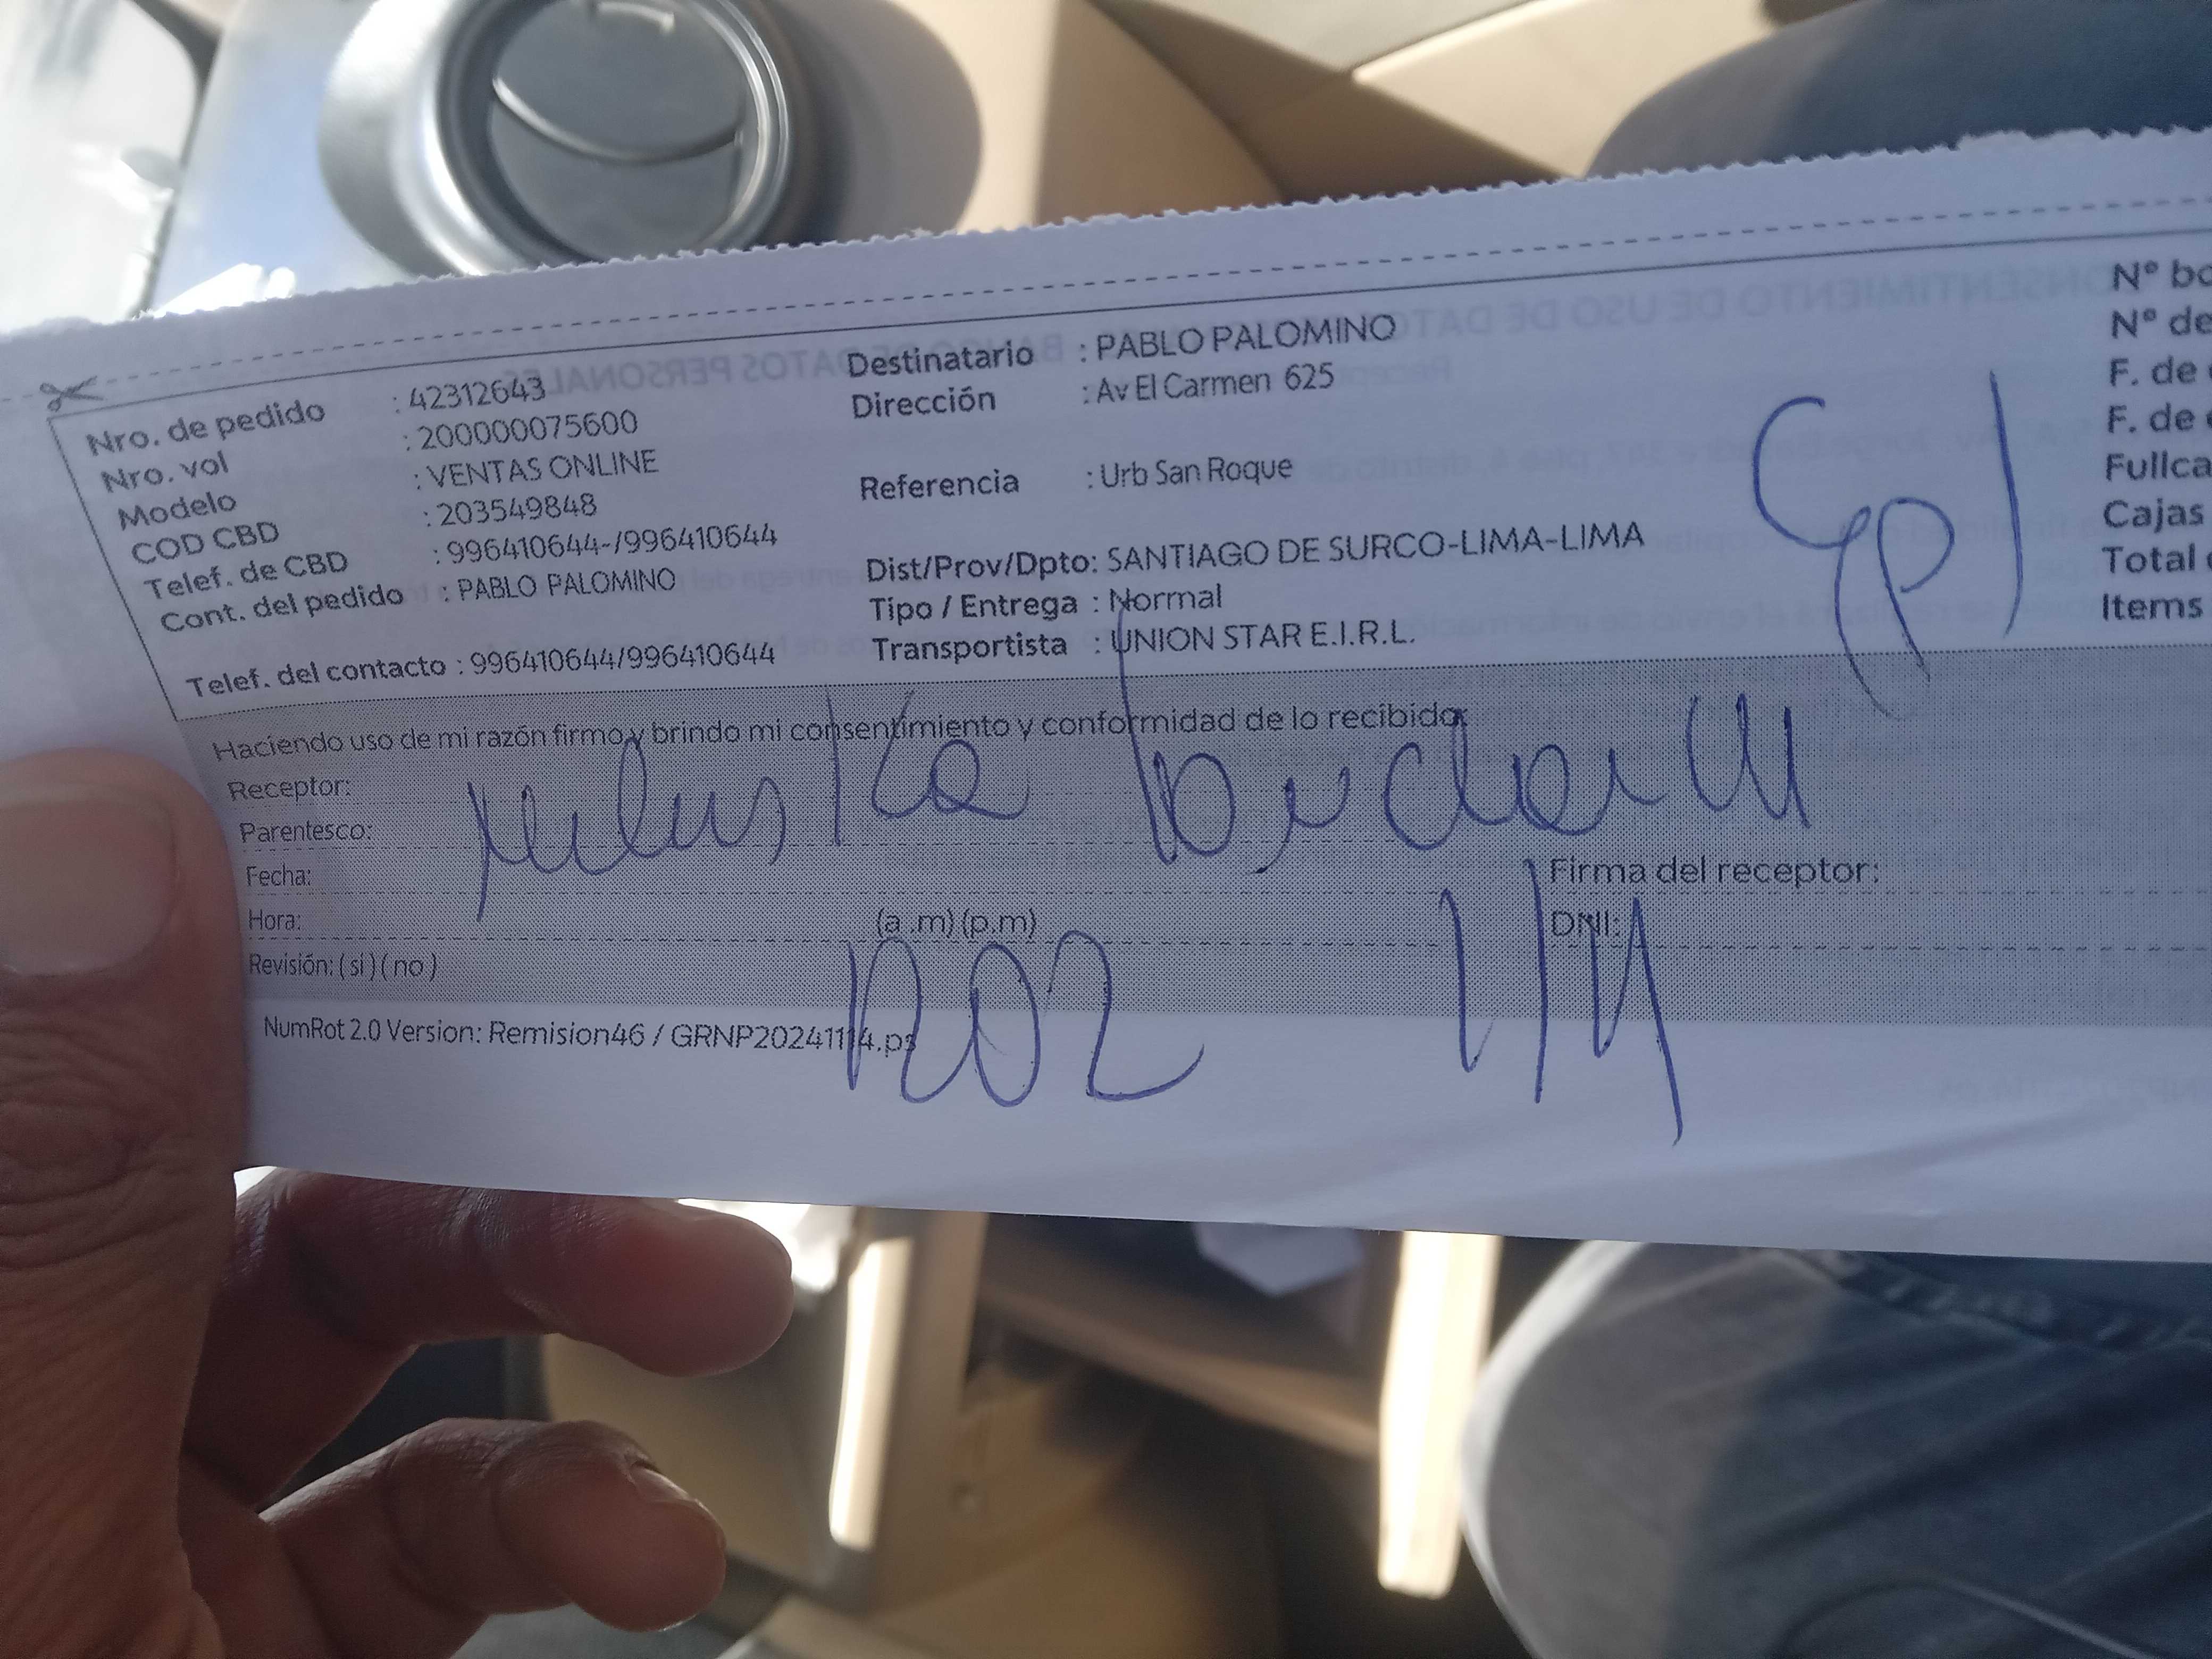 Nro. de pedido : 42312643
Nro. vol : 200000075600
Modelo : VENTAS ONLINE
COD CBD : 203549848
Telef. de CBD : 996410644-/996410644
Cont. del pedido : PABLO PALOMINO
Telef. del contacto : 996410644/996410644
Destinatario : PABLO PALOMINO
Dirección : Av El Carmen 625
Referencia : Urb San Roque
Dist/Prov/Dpto: SANTIAGO DE SURCO-LIMA-LIMA
Tipo / Entrega : Normal
Transportista : UNION STAR E.I.R.L.
N° bo
N° de
F. de
F. de
Fullca
Cajas
Total
Items
Haciendo uso de mi razón firmo y brindo mi consentimiento y conformidad de lo recibido:
Receptor:
Parentesco:
Fecha:
Hora: (a .m) (p.m)
Revisión: ( si ) ( no )
Firma del receptor:
DNI:
1202
NumRot 2.0 Version: Remision46 / GRNP20241114.ps